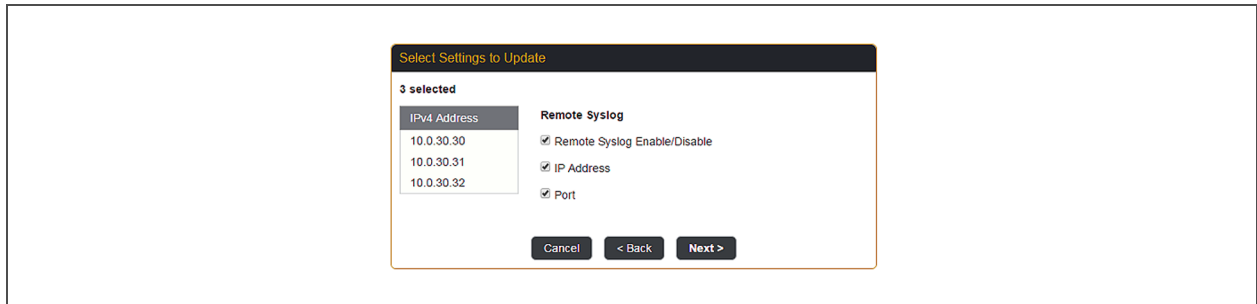 Select Settings to Update
3 selected
IPv4 Address
10.0.30.30
10.0.30.31
10.0.30.32
Remote Syslog
Remote Syslog Enable/Disable
IP Address
Port
Cancel
< Back
Next >